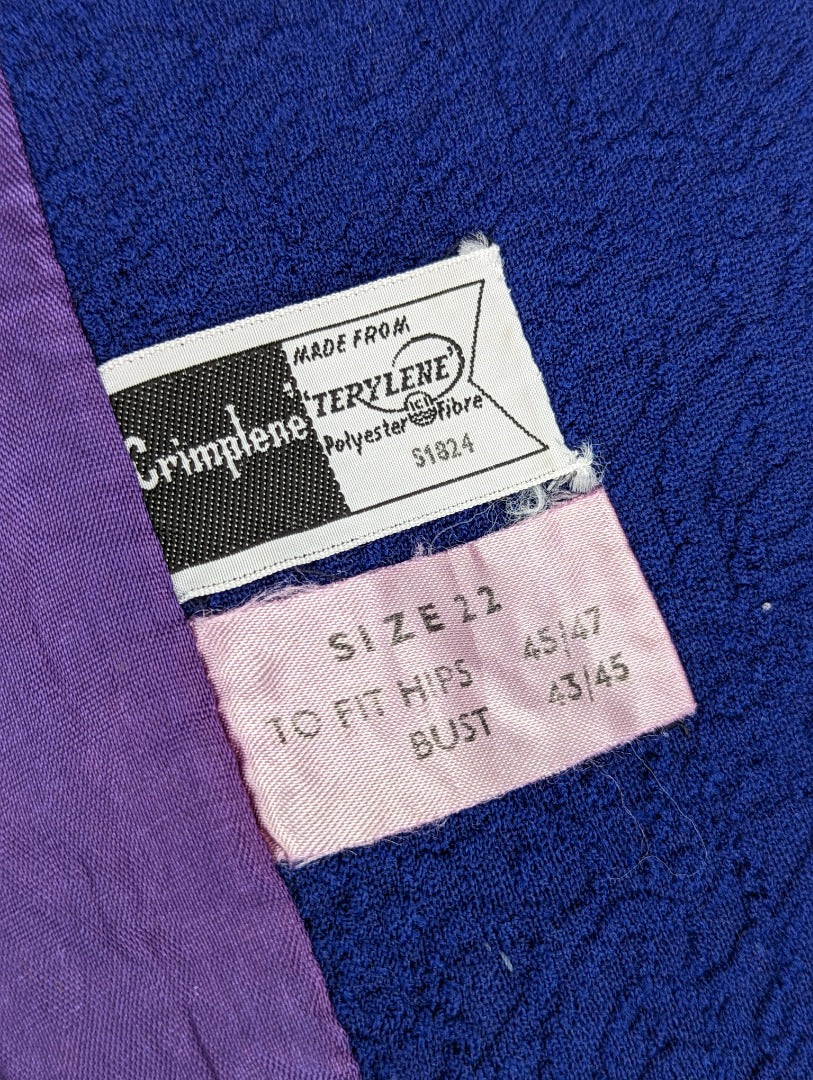 Crimplene'
MADE FROM
'TERYLENE'
ICI
Polyester Fibre
S1824
SIZE 22
TO FIT HIPS 45/47
BUST 43/45